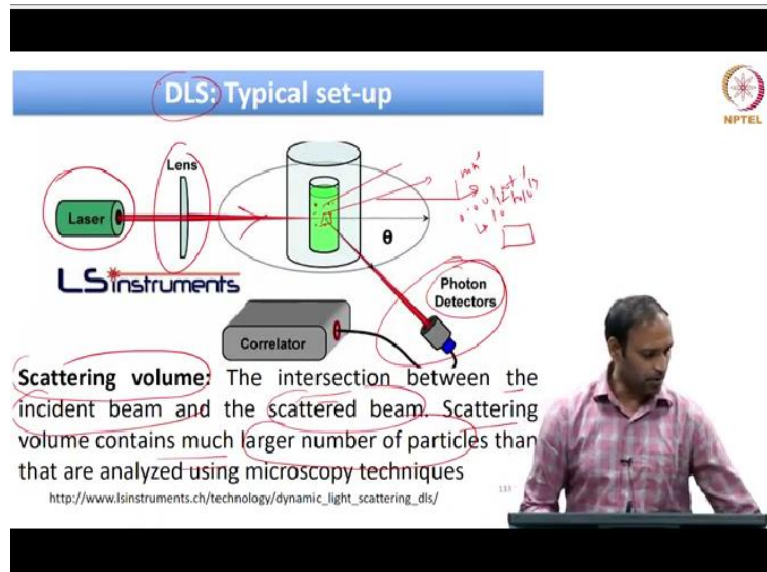 DLS: Typical set-up
NPTEL
Lens
Laser
θ
LSinstruments
Photon
Detectors
Correlator
Scattering volume: The intersection between the
incident beam and the scattered beam. Scattering
volume contains much larger number of particles than
that are analyzed using microscopy techniques
http://www.lsinstruments.ch/technology/dynamic_light_scattering_dls/